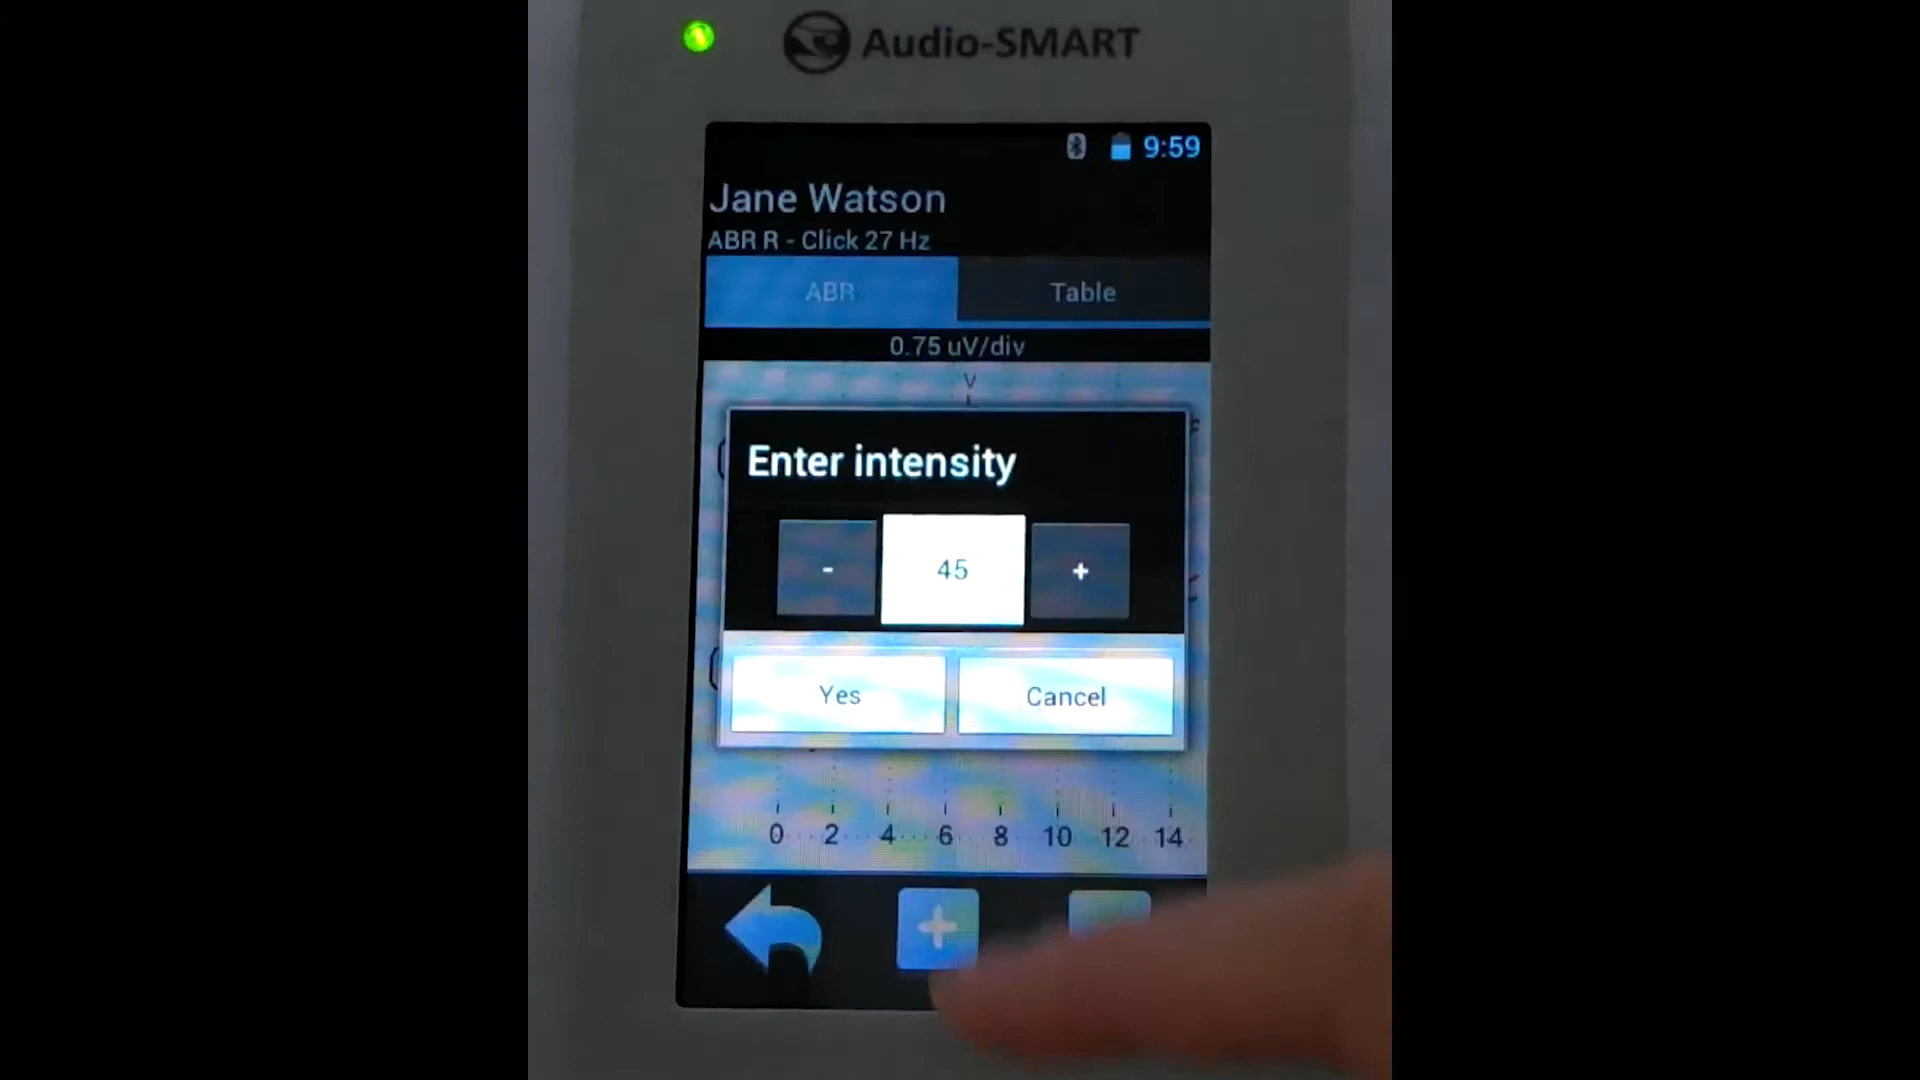 Audio-SMART
9:59
Jane Watson
ABR R - Click 27 Hz
ABR Table
0.75 uV/div
V
Enter intensity
- 45 +
Yes Cancel
0 2 4 6 8 10 12 14
+